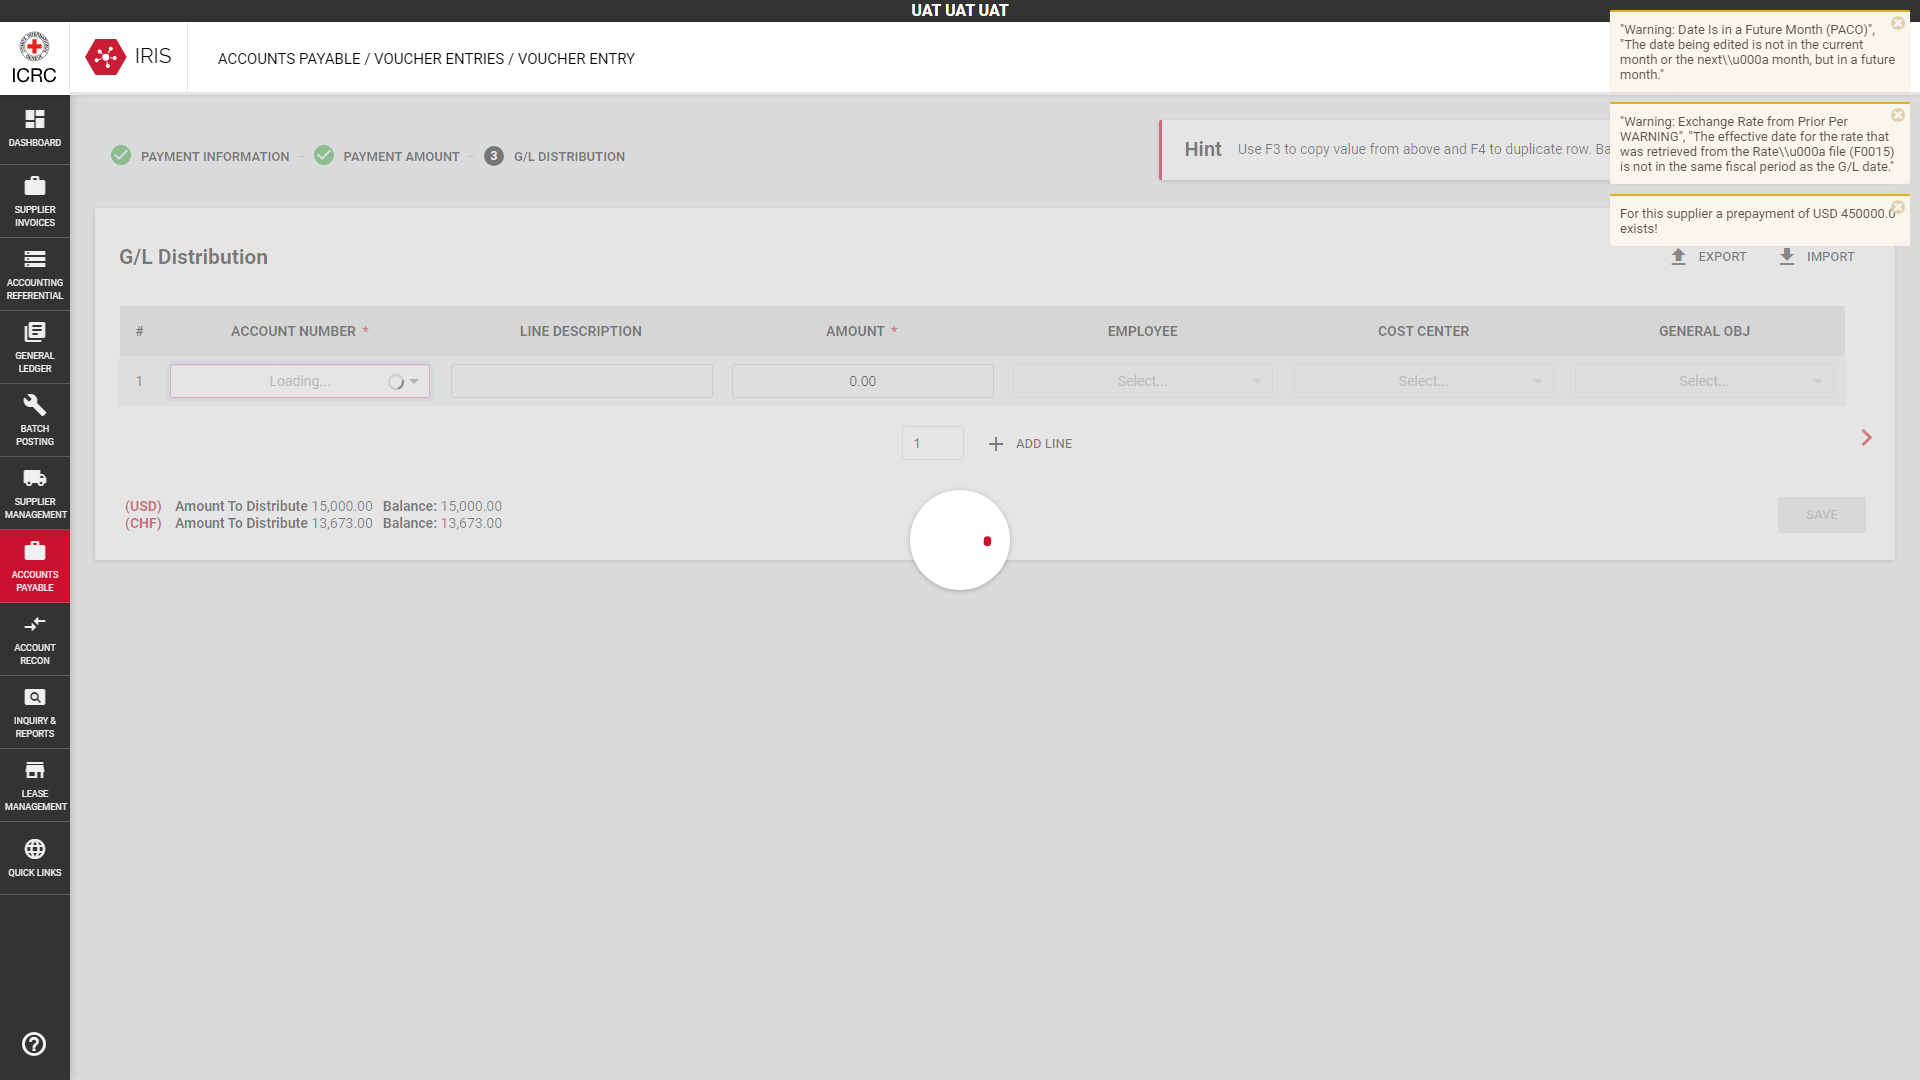 UAT UAT UAT
ICRC
IRIS
ACCOUNTS PAYABLE / VOUCHER ENTRIES / VOUCHER ENTRY
"Warning: Date Is in a Future Month (PACO)",
"The date being edited is not in the current
month or the next\\u000a month, but in a future
month."
"Warning: Exchange Rate from Prior Per
WARNING", "The effective date for the rate that
was retrieved from the Rate\\u000a file (F0015)
is not in the same fiscal period as the G/L date."
For this supplier a prepayment of USD 450000.0
exists!
DASHBOARD
SUPPLIER
INVOICES
ACCOUNTING
REFERENTIAL
GENERAL
LEDGER
BATCH
POSTING
SUPPLIER
MANAGEMENT
ACCOUNTS
PAYABLE
ACCOUNT
RECON
INQUIRY &
REPORTS
LEASE
MANAGEMENT
QUICK LINKS
PAYMENT INFORMATION
PAYMENT AMOUNT
3 G/L DISTRIBUTION
Hint Use F3 to copy value from above and F4 to duplicate row.
G/L Distribution
EXPORT IMPORT
# ACCOUNT NUMBER * LINE DESCRIPTION AMOUNT * EMPLOYEE COST CENTER GENERAL OBJ
1 Loading... 0.00 Select... Select... Select...
1 ADD LINE
(USD) Amount To Distribute 15,000.00 Balance: 15,000.00
(CHF) Amount To Distribute 13,673.00 Balance: 13,673.00
SAVE